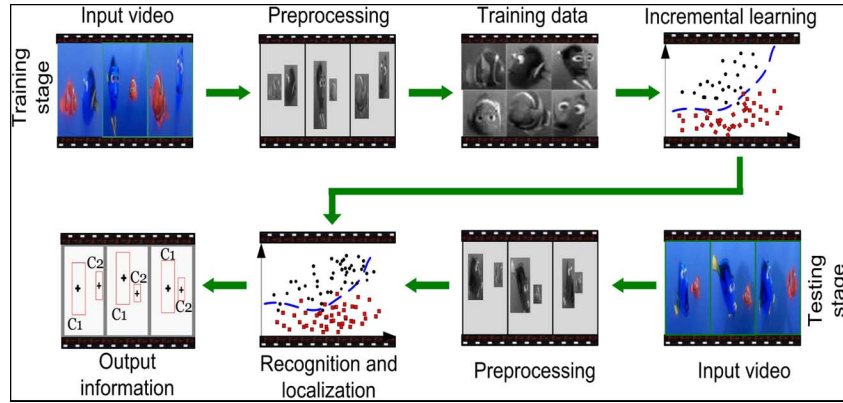 Input video
Preprocessing
Training data
Incremental learning
Training
stage
C1
C2
C1
C2
C1
C2
Testing
stage
Output
information
Recognition and
localization
Preprocessing
Input video